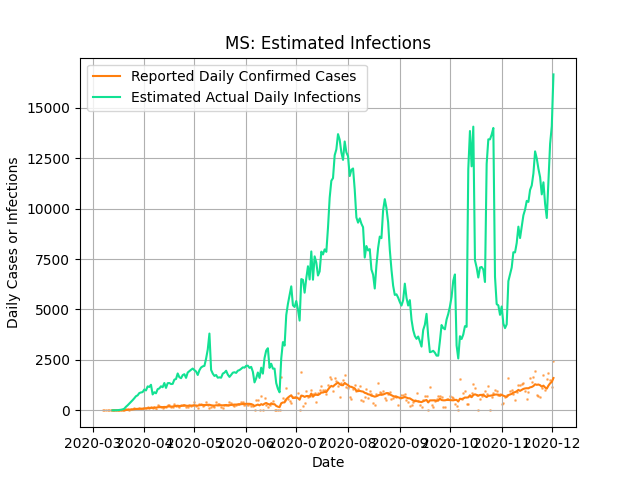 MS: Estimated Infections
Reported Daily Confirmed Cases
Estimated Actual Daily Infections
Daily Cases or Infections
15000
12500
10000
7500
5000
2500
0
2020-03 2020-04 2020-05 2020-06 2020-07 2020-08 2020-09 2020-10 2020-11 2020-12
Date